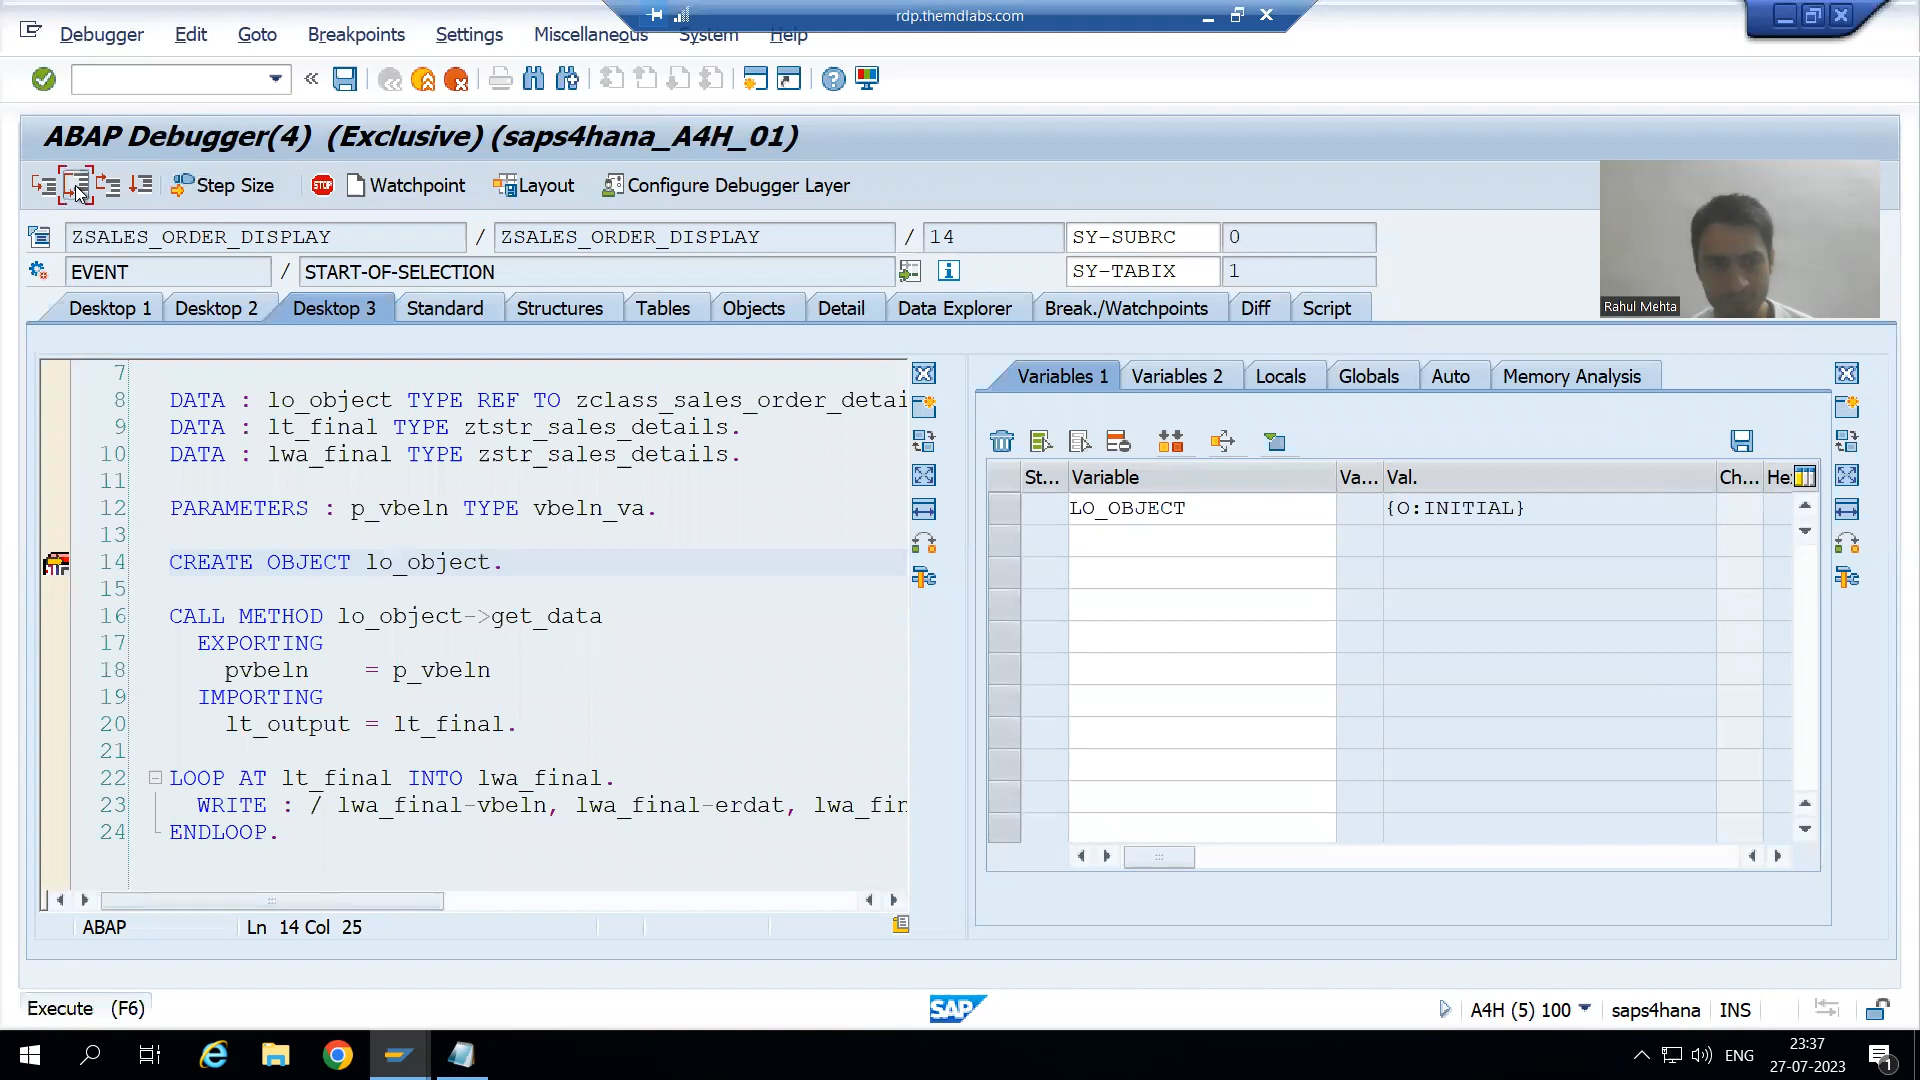 rdp.themdlabs.com
Debugger Edit Goto Breakpoints Settings Miscellaneous System Help
ABAP Debugger(4) (Exclusive) (saps4hana_A4H_01)
Step Size STOP Watchpoint Layout Configure Debugger Layer
ZSALES_ORDER_DISPLAY / ZSALES_ORDER_DISPLAY / 14 SY-SUBRC 0
EVENT / START-OF-SELECTION SY-TABIX 1
Rahul Mehta
Desktop 1 Desktop 2 Desktop 3 Standard Structures Tables Objects Detail Data Explorer Break./Watchpoints Diff Script
7
8 DATA : lo_object TYPE REF TO zclass_sales_order_detai
9 DATA : lt_final TYPE ztstr_sales_details.
10 DATA : lwa_final TYPE zstr_sales_details.
11
12 PARAMETERS : p_vbeln TYPE vbeln_va.
13
14 CREATE OBJECT lo_object.
15
16 CALL METHOD lo_object->get_data
17 EXPORTING
18 pvbeln = p_vbeln
19 IMPORTING
20 lt_output = lt_final.
21
22 LOOP AT lt_final INTO lwa_final.
23 WRITE : / lwa_final-vbeln, lwa_final-erdat, lwa_fin
24 ENDLOOP.
ABAP Ln 14 Col 25
Variables 1 Variables 2 Locals Globals Auto Memory Analysis
St... Variable Va... Val. Ch... He
LO_OBJECT {O:INITIAL}
Execute (F6)
SAP
A4H (5) 100 saps4hana INS
ENG
23:37
27-07-2023
1